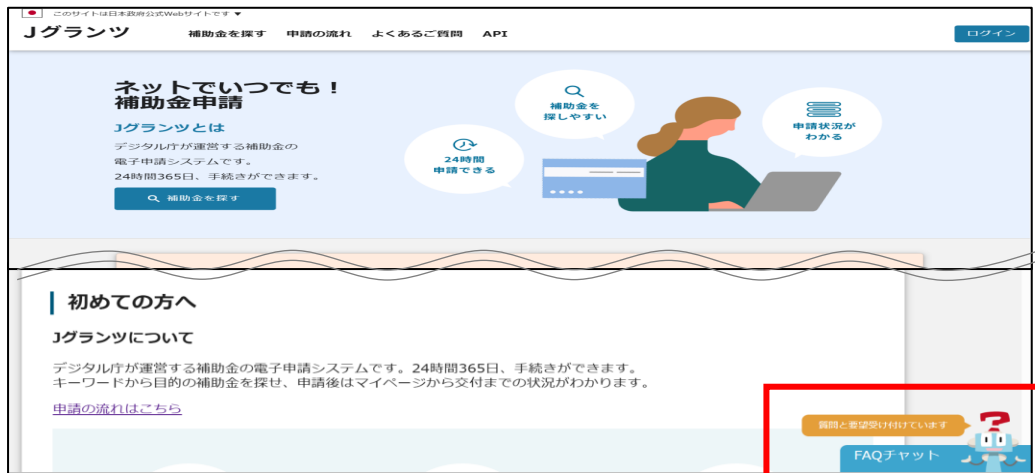 このサイトは日本政府公式Webサイトです ▼
Jグランツ
補助金を探す 申請の流れ よくあるご質問 API
ログイン
ネットでいつでも！
補助金申請
Jグランツとは
デジタル庁が運営する補助金の
電子申請システムです。
24時間365日、手続きができます。
補助金を探す
補助金を
探しやすい
24時間
申請できる
申請状況が
わかる
初めての方へ
Jグランツについて
デジタル庁が運営する補助金の電子申請システムです。24時間365日、手続きができます。
キーワードから目的の補助金を探せ、申請後はマイページから交付までの状況がわかります。
申請の流れはこちら
質問と要望受け付けています
?
FAQチャット